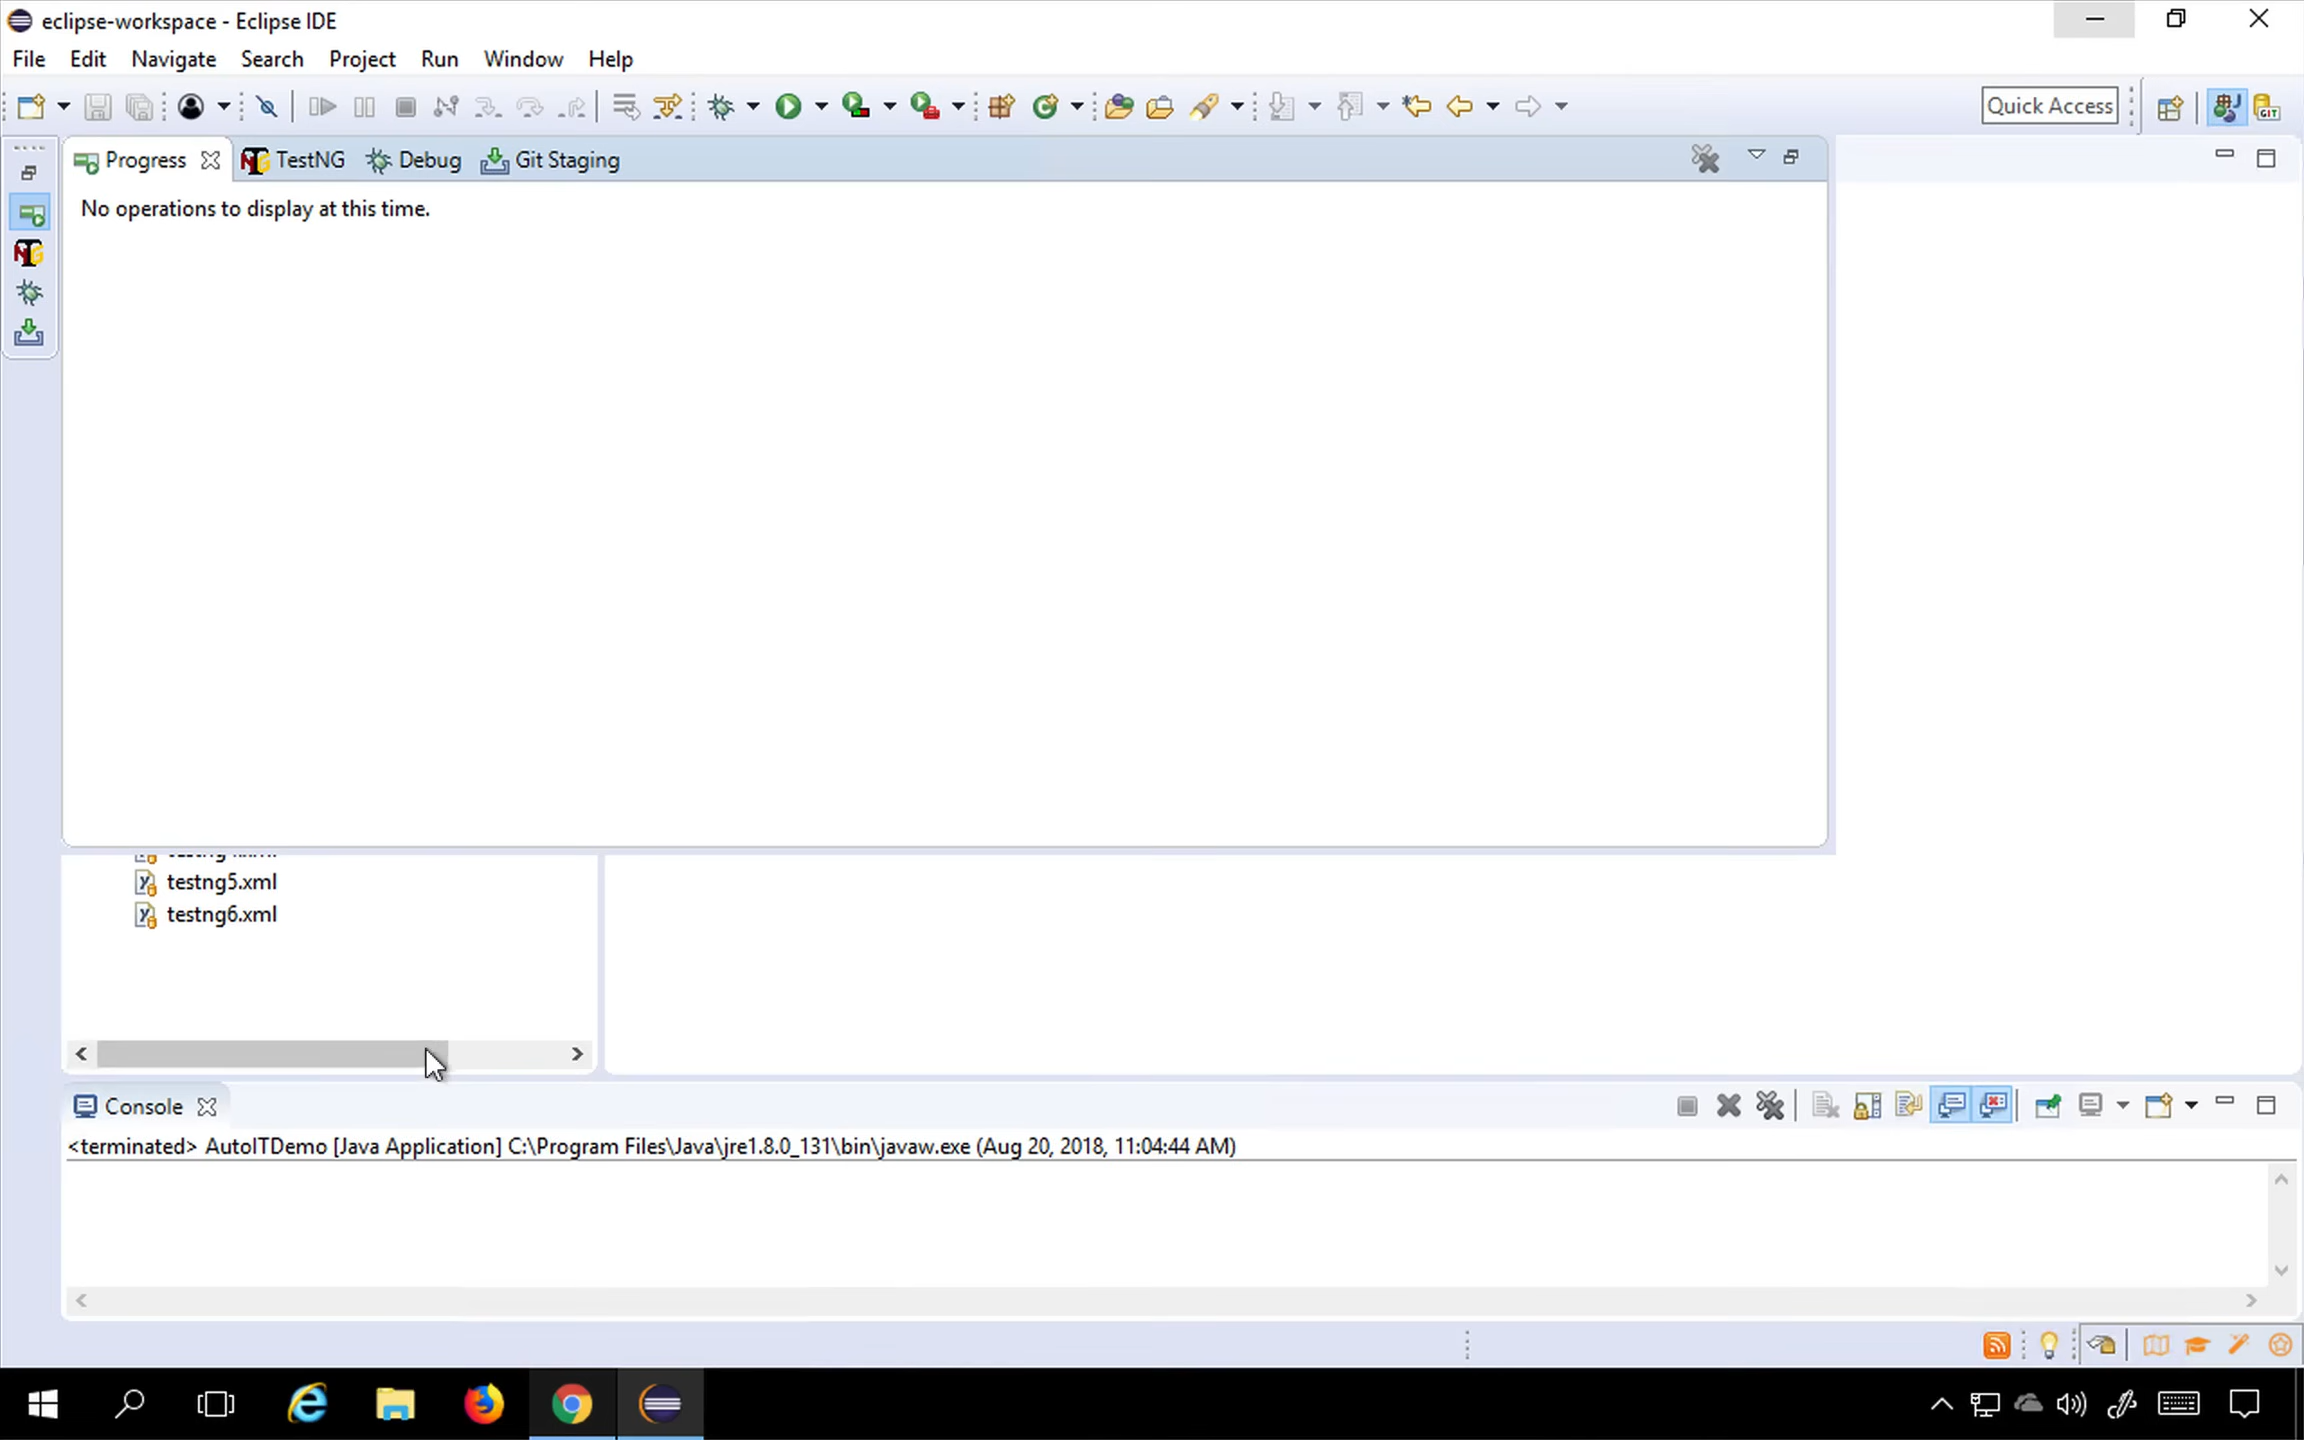 eclipse-workspace - Eclipse IDE
File Edit Navigate Search Project Run Window Help
Quick Access
Progress TestNG Debug Git Staging
No operations to display at this time.
testng5.xml
testng6.xml
Console
<terminated> AutoITDemo [Java Application] C:\Program Files\Java\jre1.8.0_131\bin\javaw.exe (Aug 20, 2018, 11:04:44 AM)